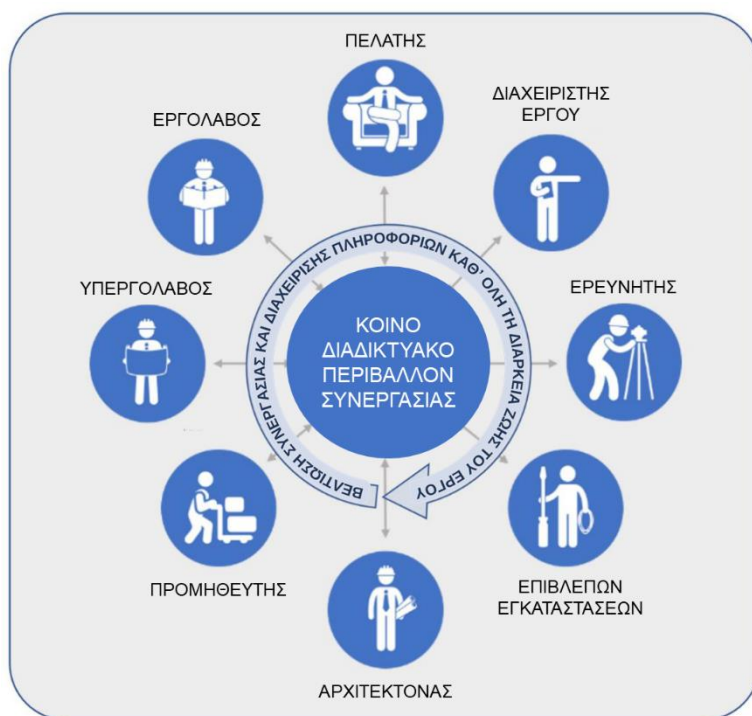 ΠΕΛΑΤΗΣ
ΔΙΑΧΕΙΡΙΣΤΗΣ
ΕΡΓΟΥ
ΕΡΓΟΛΑΒΟΣ
ΕΡΕΥΝΗΤΗΣ
ΥΠΕΡΓΟΛΑΒΟΣ
ΒΕΛΤΙΩΣΗ ΣΥΝΕΡΓΑΣΙΑΣ ΚΑΙ ΔΙΑΧΕΙΡΙΣΗΣ ΠΛΗΡΟΦΟΡΙΩΝ ΚΑΘ' ΟΛΗ ΤΗ ΔΙΑΡΚΕΙΑ ΖΩΗΣ ΤΟΥ ΕΡΓΟΥ
ΚΟΙΝΟ
ΔΙΑΔΙΚΤΥΑΚΟ
ΠΕΡΙΒΑΛΛΟΝ
ΣΥΝΕΡΓΑΣΙΑΣ
ΠΡΟΜΗΘΕΥΤΗΣ
ΕΠΙΒΛΕΠΩΝ
ΕΓΚΑΤΑΣΤΑΣΕΩΝ
ΑΡΧΙΤΕΚΤΟΝΑΣ